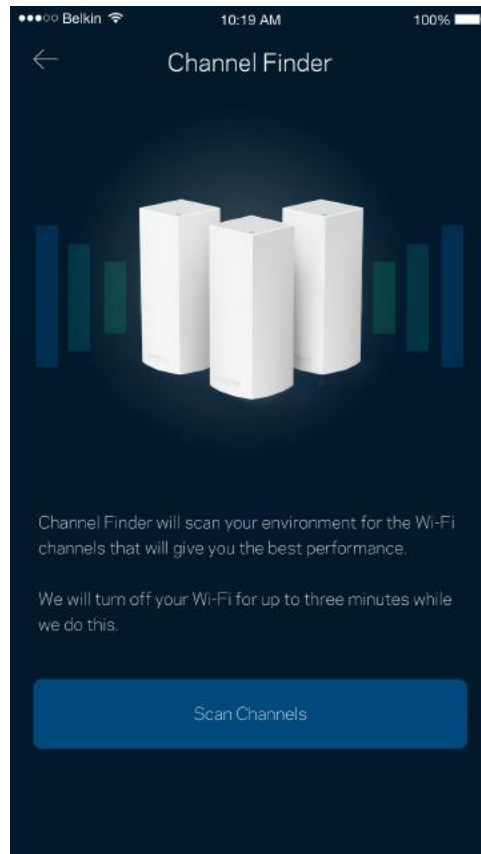 Belkin 10:19 AM 100%
Channel Finder
Channel Finder will scan your environment for the Wi-Fi
channels that will give you the best performance.
We will turn off your Wi-Fi for up to three minutes while
we do this.
Scan Channels